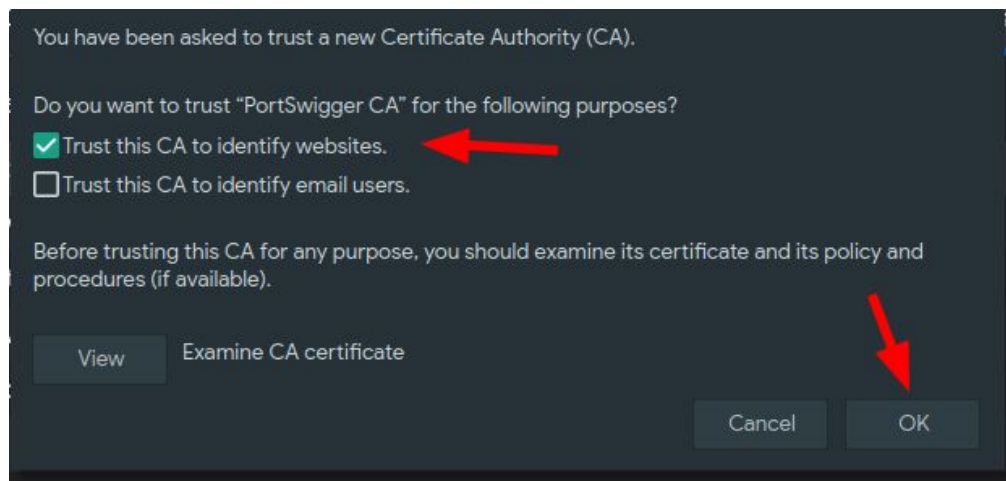 You have been asked to trust a new Certificate Authority (CA).
Do you want to trust “PortSwigger CA” for the following purposes?
Trust this CA to identify websites.
Trust this CA to identify email users.
Before trusting this CA for any purpose, you should examine its certificate and its policy and
procedures (if available).
View
Examine CA certificate
Cancel
OK